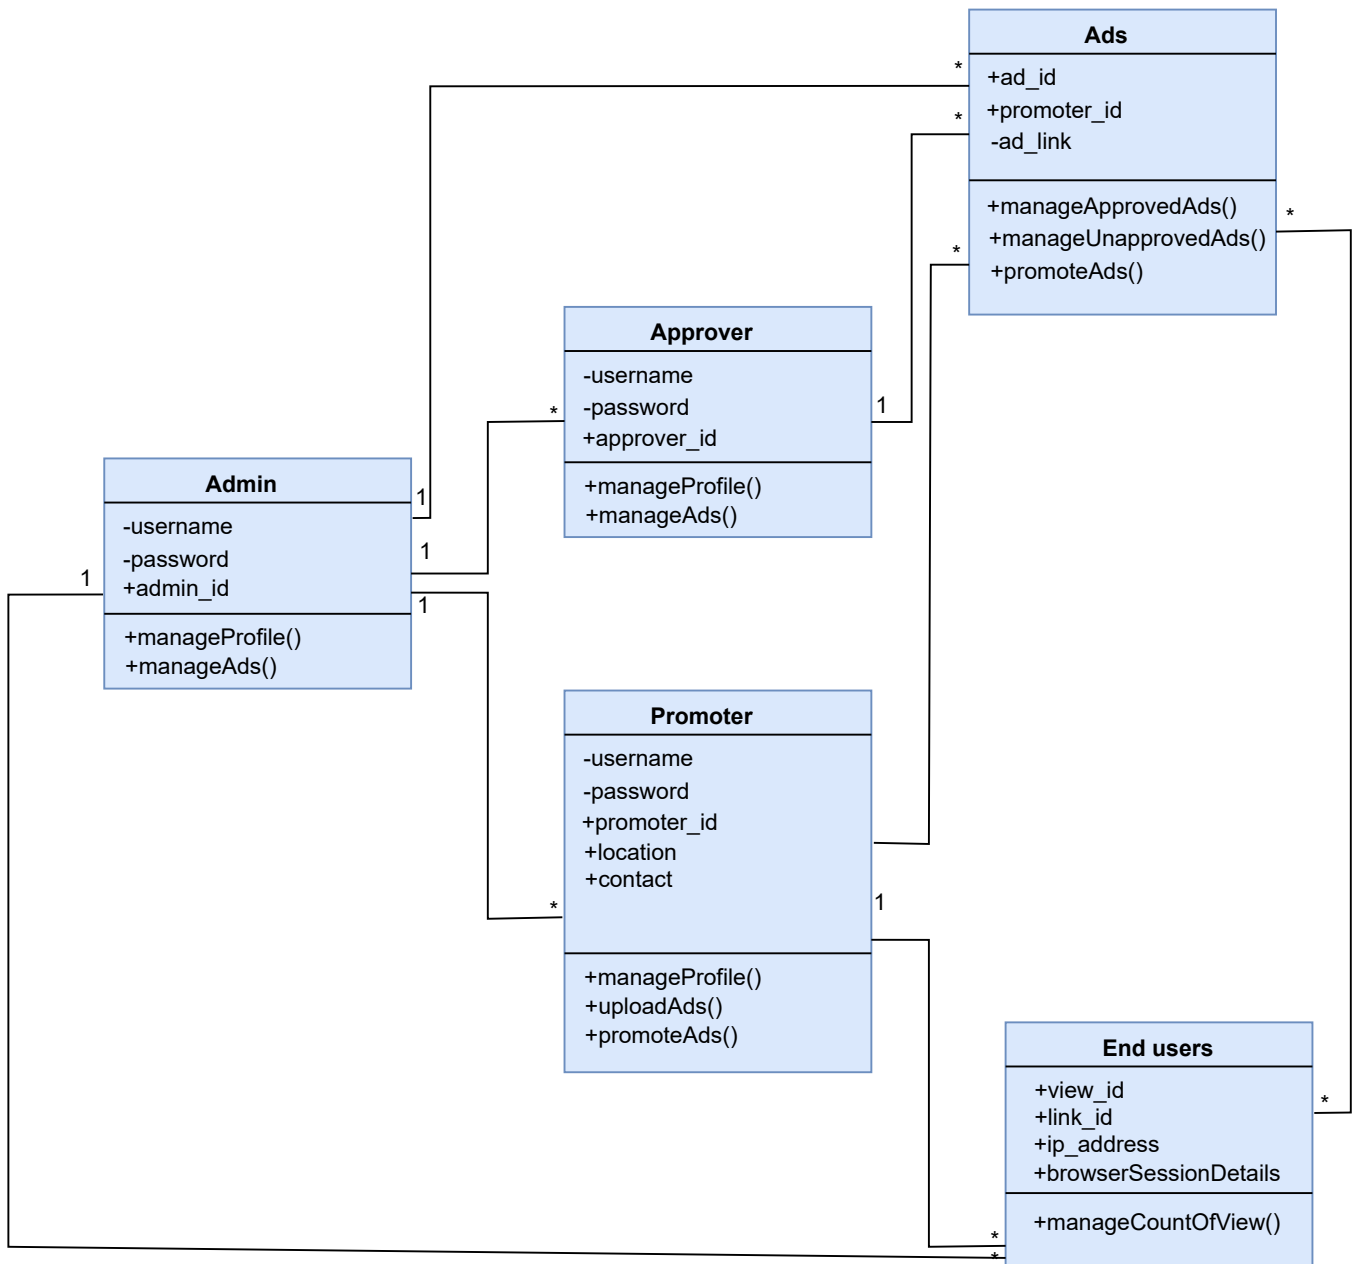 Ads
*
+ad_id
+promoter_id
*
-ad_link
+manageApprovedAds()
*
+manageUnapprovedAds()
*
+promoteAds()
Approver
-username
-password
+approver_id
*
1
+manageProfile()
+manageAds()
Admin
1
-username
-password
+admin_id
1
1
1
+manageProfile()
+manageAds()
Promoter
-username
-password
+promoter_id
+location
+contact
*
1
+manageProfile()
+uploadAds()
+promoteAds()
End users
+view_id
+link_id
+ip_address
+browserSessionDetails
*
+manageCountOfView()
*
*